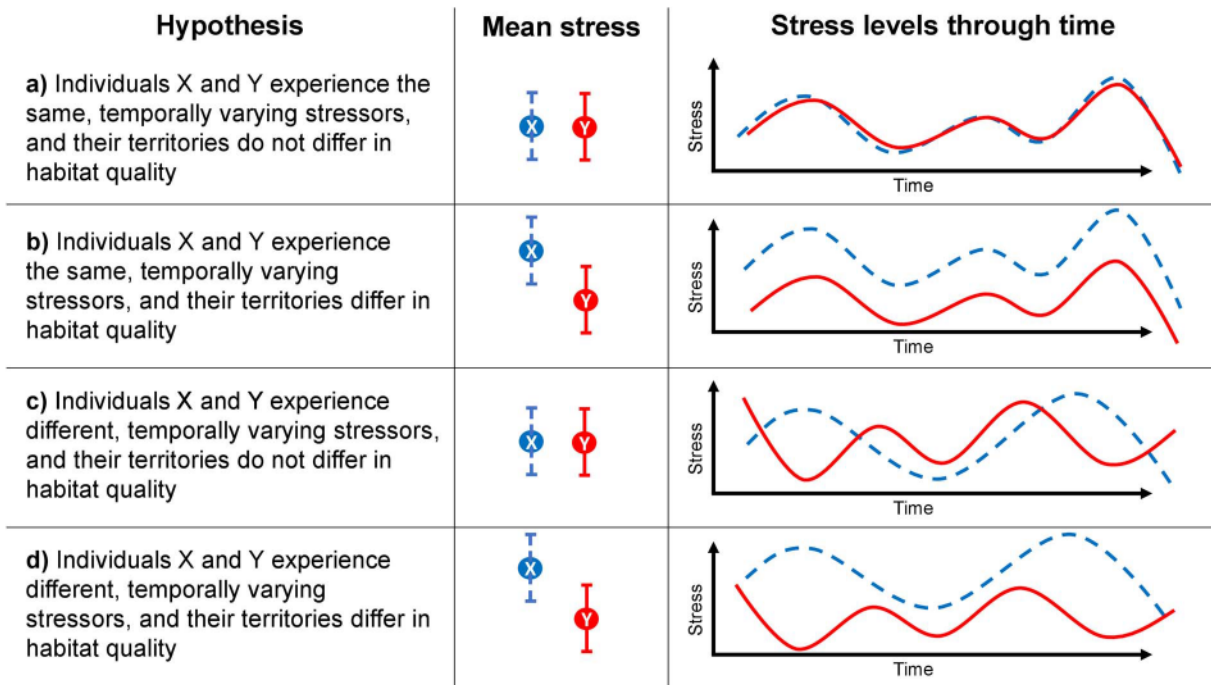 Hypothesis
Mean stress
Stress levels through time
a) Individuals X and Y experience the
same, temporally varying stressors,
and their territories do not differ in
habitat quality
X
Y
Stress
Time
b) Individuals X and Y experience
the same, temporally varying
stressors, and their territories differ in
habitat quality
X
Y
Stress
Time
c) Individuals X and Y experience
different, temporally varying stressors,
and their territories do not differ in
habitat quality
X
Y
Stress
Time
d) Individuals X and Y experience
different, temporally varying
stressors, and their territories differ in
habitat quality
X
Y
Stress
Time